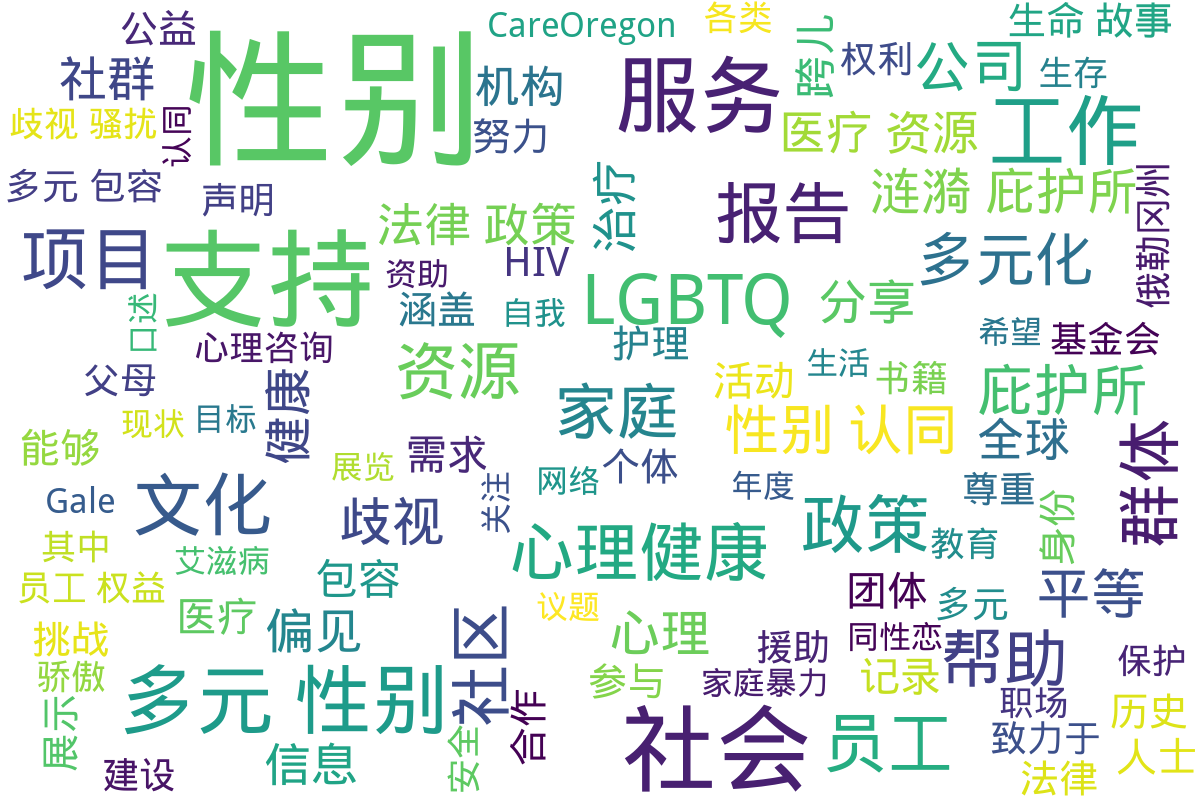 公益
CareOregon
各类
生命 故事
社群
性别
机构
服务
跨儿
权利
公司
生存
歧视 骚扰
认同
努力
医疗 资源
工作
多元 包容
声明
治疗
报告
涟漪 庇护所
俄勒冈州
法律 政策
项目
支持
资助
HIV
LGBTQ
多元化
分享
口述
涵盖
自我
护理
希望
基金会
心理咨询
资源
生活
书籍
父母
健康
家庭
活动
庇护所
现状
目标
性别 认同
全球
群体
能够
展览
需求
网络
个体
关注
年度
尊重
身份
Gale
文化
歧视
心理健康
政策
教育
其中
艾滋病
包容
员工 权益
医疗
偏见
议题
团体
多元
平等
挑战
社区
心理
援助
同性恋
帮助
保护
骄傲
多元 性别
参与
家庭暴力
记录
职场
历史
展示
合作
社会
员工
致力于
人士
建设
信息
安全
法律